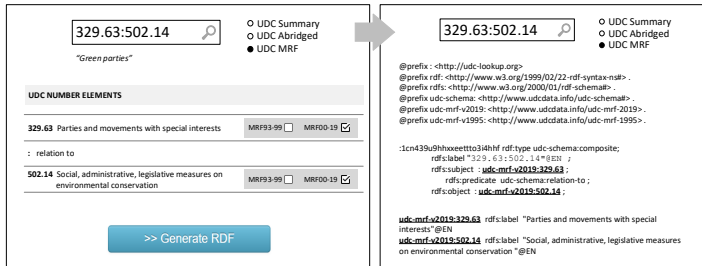 329.63:502.14
UDC Summary
UDC Abridged
UDC MRF
"Green parties"
UDC NUMBER ELEMENTS
329.63 Parties and movements with special interests MRF93-99 MRF00-19
: relation to
502.14 Social, administrative, legislative measures on
environmental conservation MRF93-99 MRF00-19
>> Generate RDF
329.63:502.14
UDC Summary
UDC Abridged
UDC MRF
@prefix : <http://udc-lookup.org>
@prefix rdf: <http://www.w3.org/1999/02/22-rdf-syntax-ns#> .
@prefix rdfs: <http://www.w3.org/2000/01/rdf-schema#> .
@prefix udc-schema: <http://www.udcdata.info/udc-schema#> .
@prefix udc-mrf-v2019: <http://www.udcdata.info/udc-mrf-2019> .
@prefix udc-mrf-v1995: <http://www.udcdata.info/udc-mrf-1995> .
:1cn439u9hhxxeettto3i4hhf rdf:type udc-schema:composite;
rdfs:label "329.63:502.14"@EN ;
rdfs:subject : udc-mrf-v2019:329.63 ;
rdfs:predicate udc-schema:relation-to ;
rdfs:object : udc-mrf-v2019:502.14 ;
udc-mrf-v2019:329.63 rdfs:label "Parties and movements with special
interests"@EN
udc-mrf-v2019:502.14 rdfs:label "Social, administrative, legislative measures
on environmental conservation "@EN